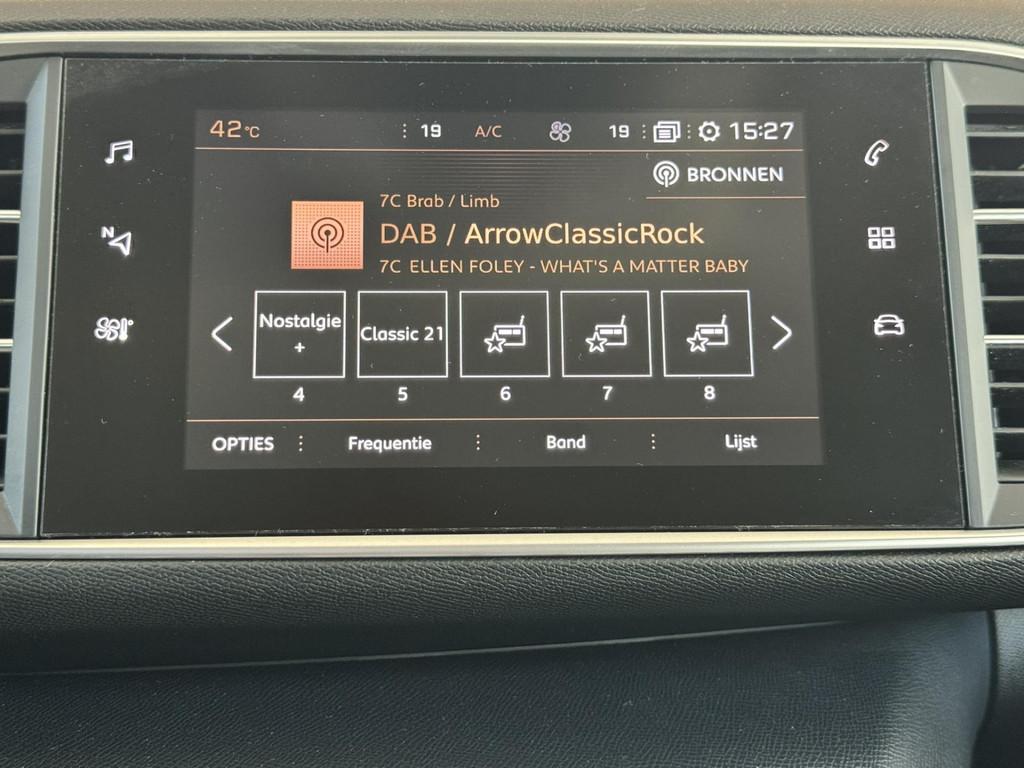 42°C 19 A/C 19 15:27
BRONNEN
7C Brab / Limb
DAB / ArrowClassicRock
7C ELLEN FOLEY - WHAT'S A MATTER BABY
N
Nostalgie
+
Classic 21
4 5 6 7 8
OPTIES Frequentie Band Lijst